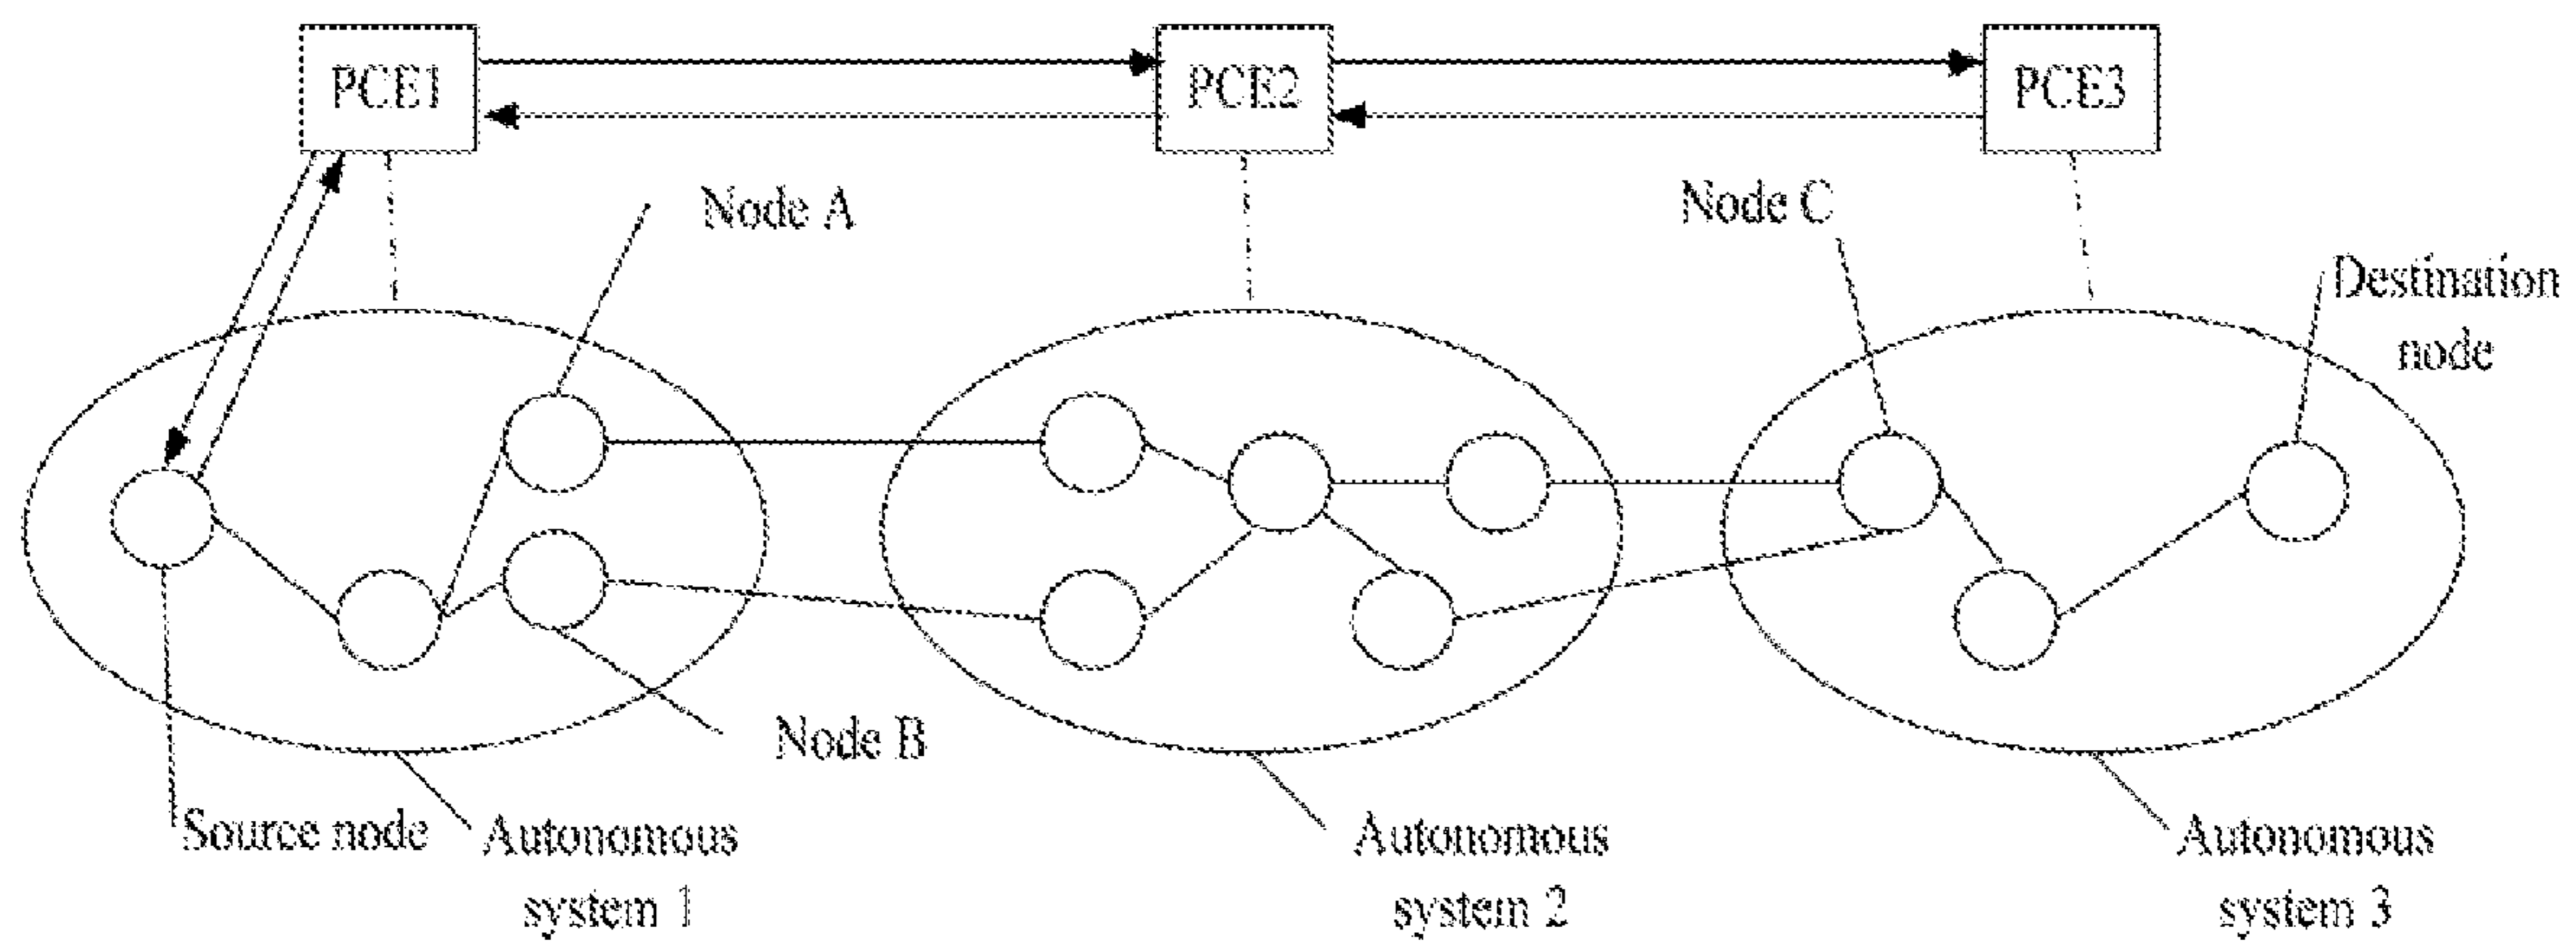 PCE1
PCE2
PCE3
Node A
Node C
Destination
node
Node B
Source node
Autonomous
system 1
Autonomous
system 2
Autonomous
system 3